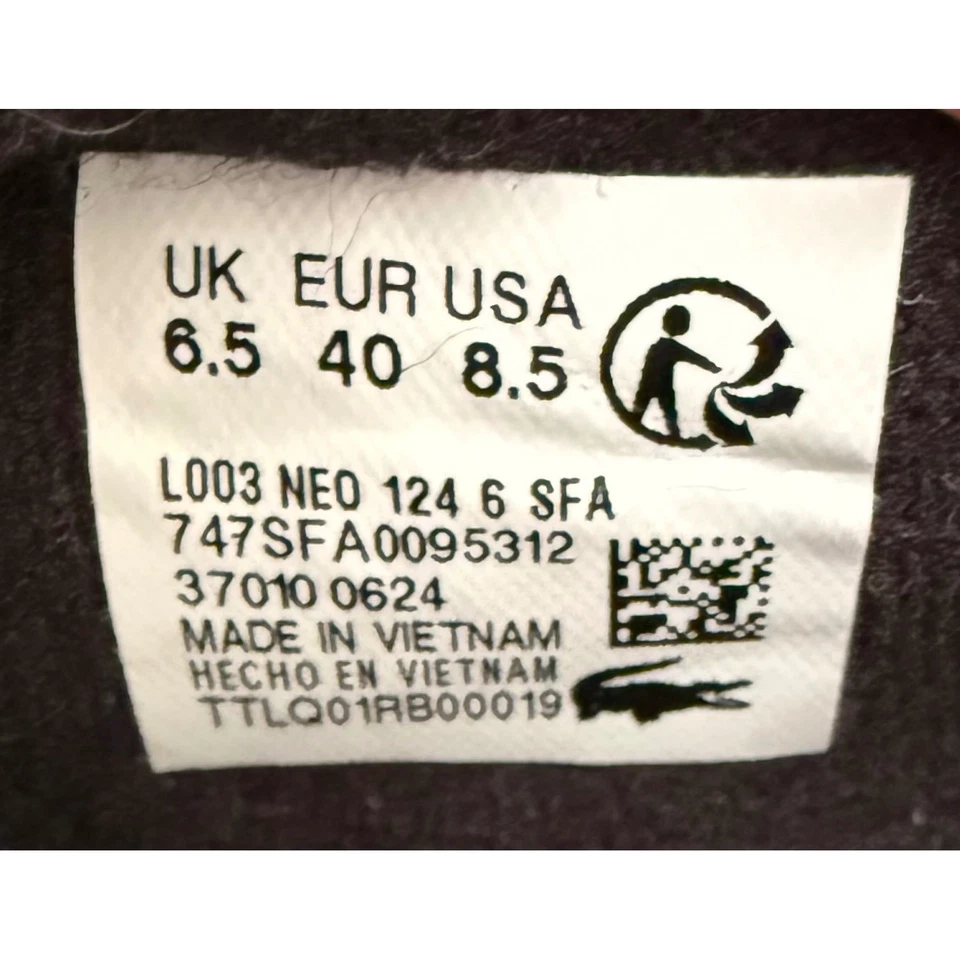 UK EUR USA
6.5 40 8.5
L003 NEO 124 6 SFA
747SFA0095312
37010 0624
MADE IN VIETNAM
HECHO EN VIETNAM
TTLQ01RB00019